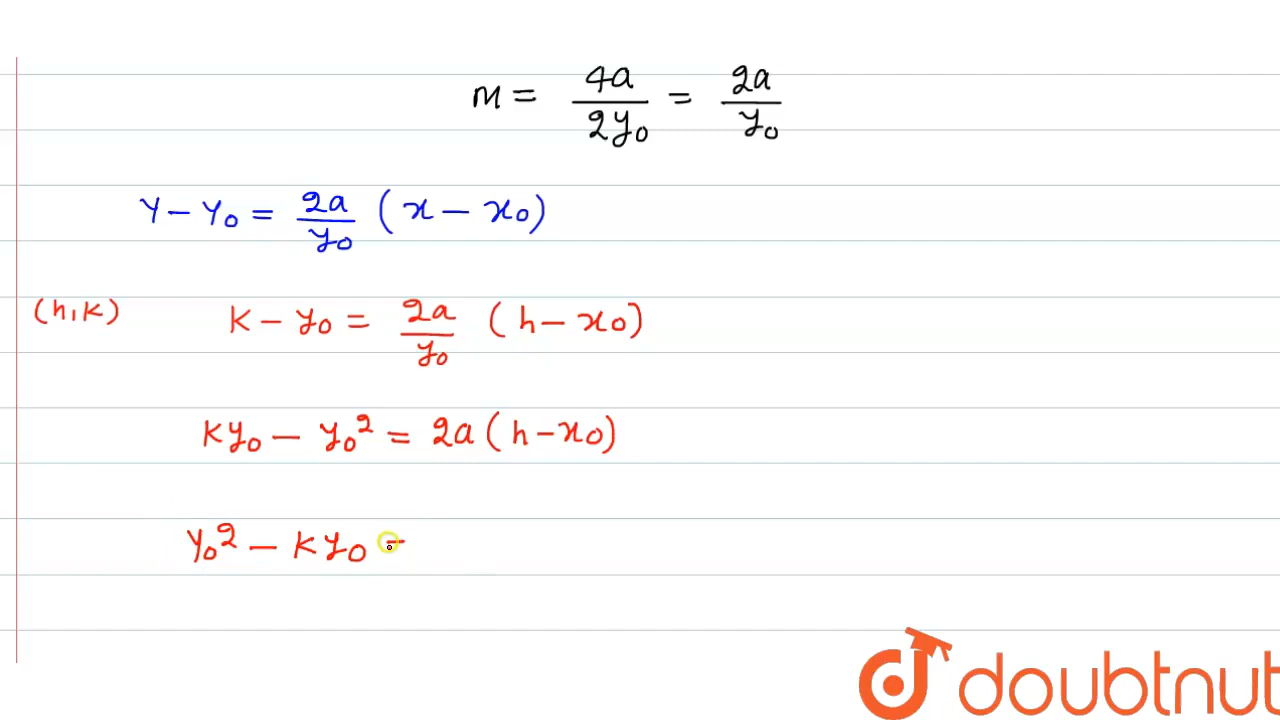 m = 4a/2y₀ = 2a/y₀
y - y₀ = 2a/y₀ (x - x₀)
(h,k) k - y₀ = 2a/y₀ (h - x₀)
ky₀ - y₀² = 2a(h - x₀)
y₀² - ky₀
doubtnut